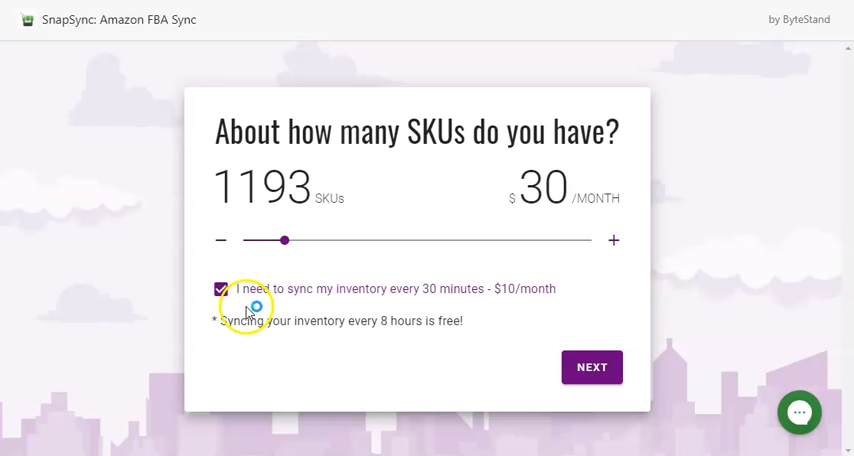 SnapSync: Amazon FBA Sync
by ByteStand
About how many SKUs do you have?
1193 SKUs
$ 30 /MONTH
− +
I need to sync my inventory every 30 minutes - $10/month
* Syncing your inventory every 8 hours is free!
NEXT